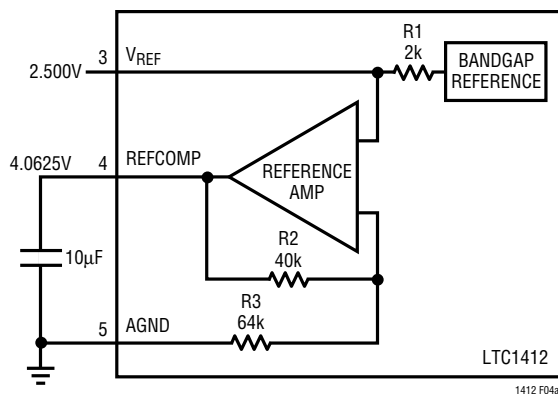 LTC1412
R1
2k
BANDGAP
REFERENCE
3
VREF
2.500V
4.0625V
4
REFCOMP
REFERENCE
AMP
10µF
R2
40k
R3
64k
5
AGND
1412 F04a